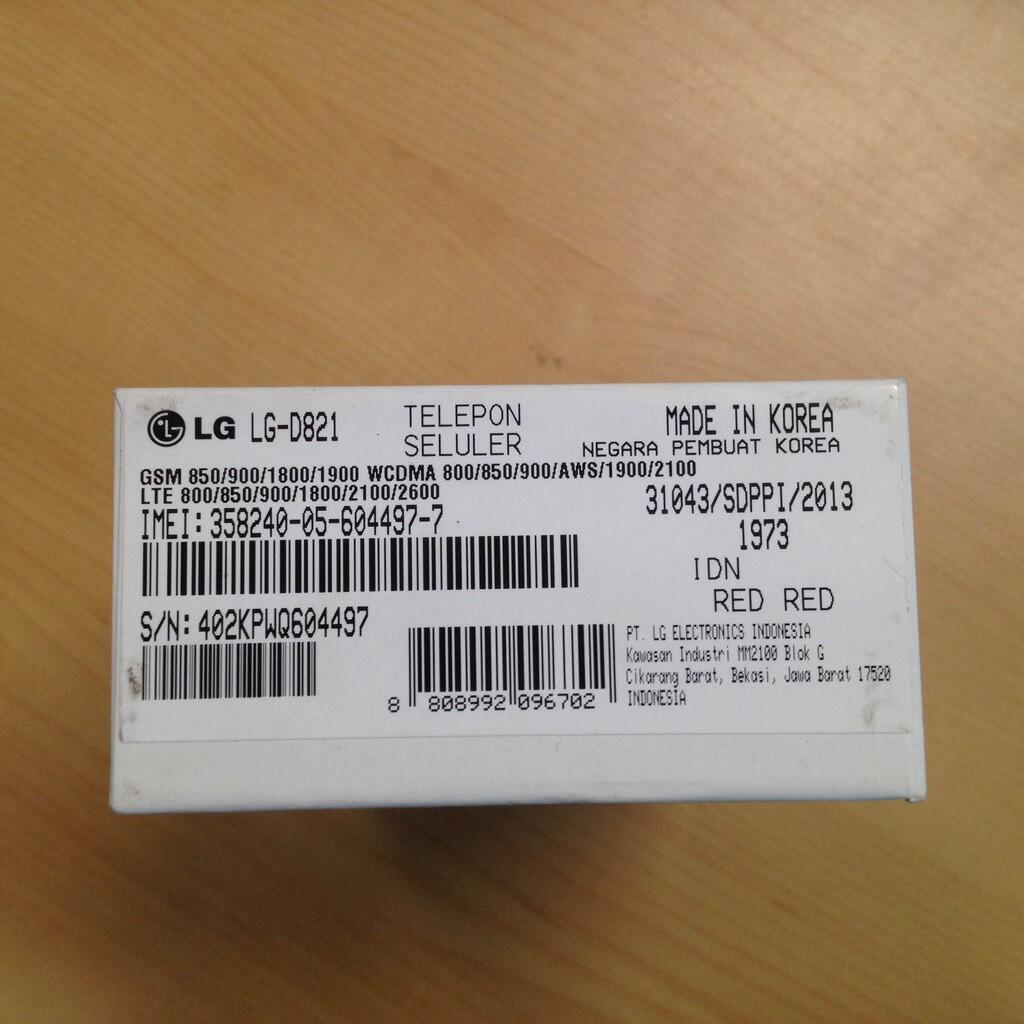 LG LG-D821
TELEPON
SELULER
MADE IN KOREA
NEGARA PEMBUAT KOREA
GSM 850/900/1800/1900 WCDMA 800/850/900/AWS/1900/2100
LTE 800/850/900/1800/2100/2600
31043/SDPPI/2013
1973
IMEI: 358240-05-604497-7
IDN
RED RED
S/N: 402KPWQ604497
8 808992 096702
PT. LG ELECTRONICS INDONESIA
Kawasan Industri MM2100 Blok G
Cikarang Barat, Bekasi, Jawa Barat 17520
INDONESIA